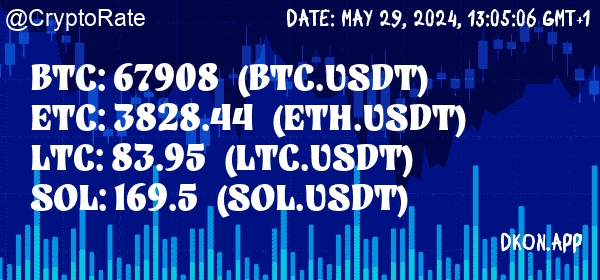 @CryptoRate
DATE: MAY 29, 2024, 13:05:06 GMT+1
BTC: 67908 (BTC.USDT)
ETC: 3828.44 (ETH.USDT)
LTC: 83.95 (LTC.USDT)
SOL: 169.5 (SOL.USDT)
DKON.APP